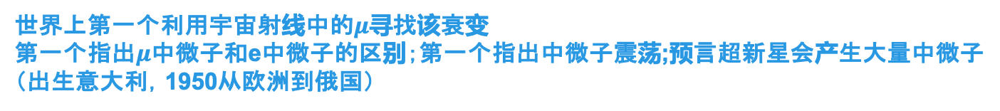 世界上第一个利用宇宙射线中的μ寻找该衰变
第一个指出μ中微子和e中微子的区别;第一个指出中微子震荡;预言超新星会产生大量中微子
（出生意大利，1950从欧洲到俄国）